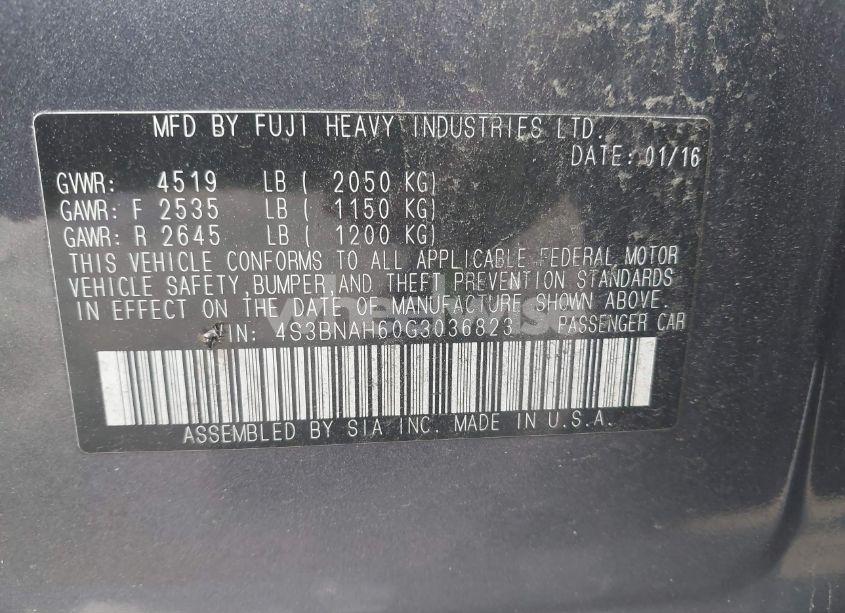 MFD BY FUJI HEAVY INDUSTRIES LTD.
DATE: 01/16
GVWR: 4519 LB ( 2050 KG)
GAWR: F 2535 LB ( 1150 KG)
GAWR: R 2645 LB ( 1200 KG)
THIS VEHICLE CONFORMS TO ALL APPLICABLE FEDERAL MOTOR
VEHICLE SAFETY, BUMPER, AND THEFT PREVENTION STANDARDS
IN EFFECT ON THE DATE OF MANUFACTURE SHOWN ABOVE.
IN: 4S3BNAH60G3036823 PASSENGER CAR
ASSEMBLED BY SIA INC. MADE IN U.S.A.